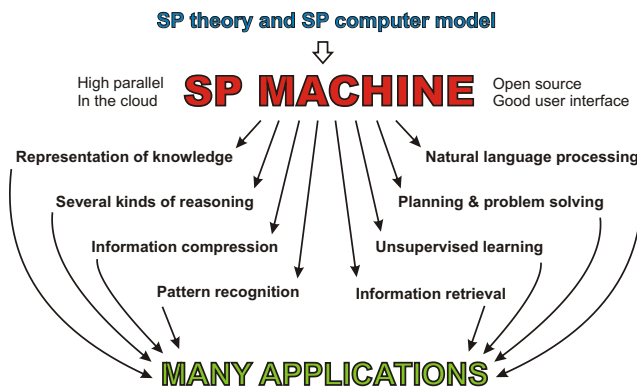 SP theory and SP computer model
High parallel
In the cloud
SP MACHINE
Open source
Good user interface
Representation of knowledge
Natural language processing
Several kinds of reasoning
Planning & problem solving
Information compression
Unsupervised learning
Pattern recognition
Information retrieval
MANY APPLICATIONS